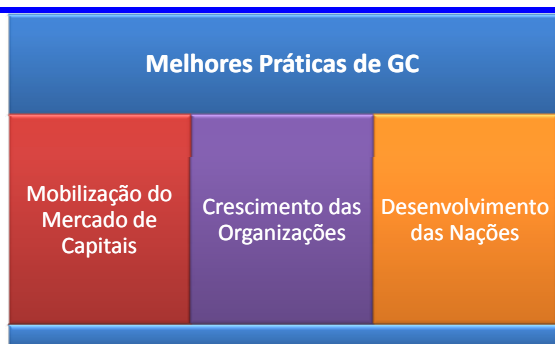 Melhores Práticas de GC
Mobilização do
Mercado de
Capitais
Crescimento das
Organizações
Desenvolvimento
das Nações